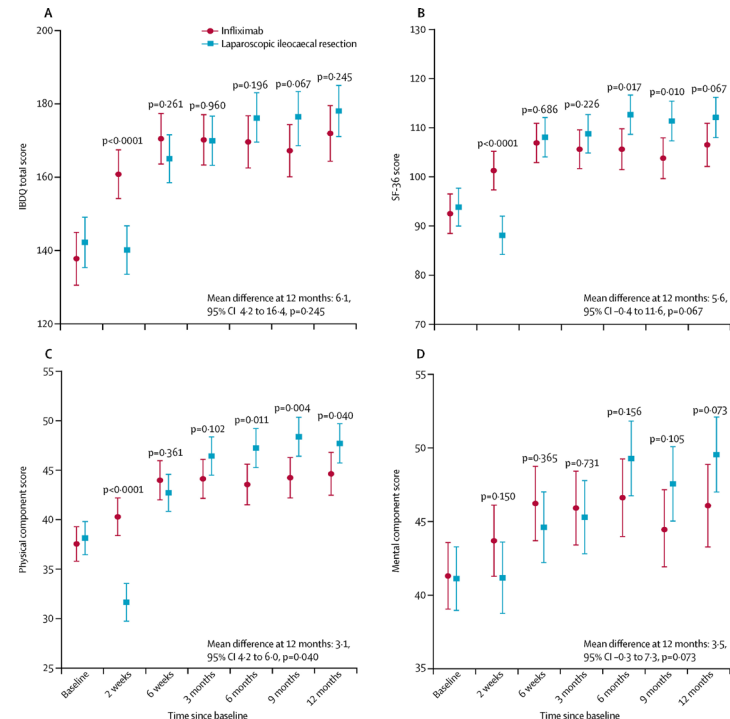 A
Infliximab
Laparoscopic ileocaecal resection
200
180
160
140
120
IBDQ total score
p<0·0001
p=0·261
p=0·960
p=0·196
p=0·067
p=0·245
Mean difference at 12 months: 6·1,
95% CI 4·2 to 16·4, p=0·245
B
130
120
110
100
90
80
70
SF-36 score
p<0·0001
p=0·686
p=0·226
p=0·017
p=0·010
p=0·067
Mean difference at 12 months: 5·6,
95% CI –0·4 to 11·6, p=0·067
C
55
50
45
40
35
30
25
Physical component score
p<0·0001
p=0·361
p=0·102
p=0·011
p=0·004
p=0·040
Mean difference at 12 months: 3·1,
95% CI 4·2 to 6·0, p=0·040
Baseline
2 weeks
6 weeks
3 months
6 months
9 months
12 months
Time since baseline
D
55
50
45
40
35
Mental component score
p=0·150
p=0·365
p=0·731
p=0·156
p=0·105
p=0·073
Mean difference at 12 months: 3·5,
95% CI –0·3 to 7·3, p=0·073
Baseline
2 weeks
6 weeks
3 months
6 months
9 months
12 months
Time since baseline